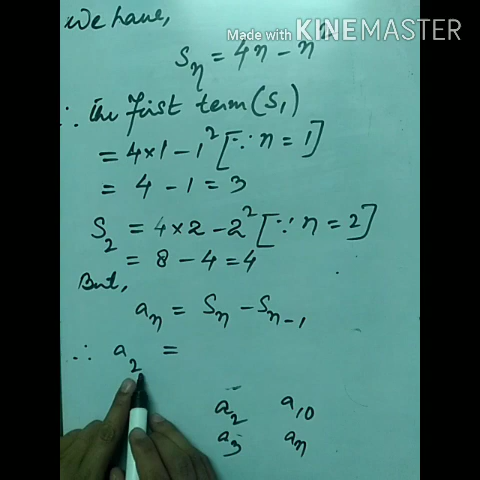 We have,
Made with KINEMASTER
Sn = 4n - n²
∴ The first term (S₁)
= 4×1 - 1² [∵ n = 1]
= 4 - 1 = 3
S₂ = 4×2 - 2² [∵ n = 2]
= 8 - 4 = 4
But,
aₙ = Sₙ - Sₙ₋₁
∴ a₂ =
a₂ a₁₀
a₃ aₙ